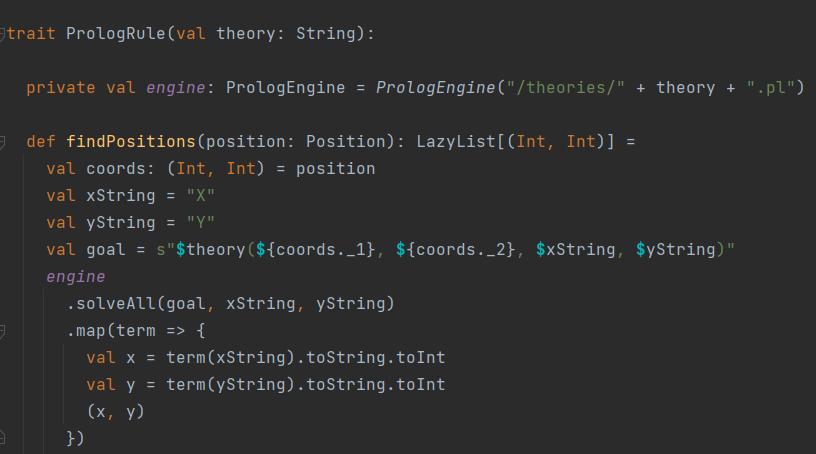 trait PrologRule(val theory: String):
private val engine: PrologEngine = PrologEngine("/theories/" + theory + ".pl")
def findPositions(position: Position): LazyList[(Int, Int)] =
val coords: (Int, Int) = position
val xString = "X"
val yString = "Y"
val goal = s"$theory(${coords._1}, ${coords._2}, $xString, $yString)"
engine
.solveAll(goal, xString, yString)
.map(term => {
val x = term(xString).toString.toInt
val y = term(yString).toString.toInt
(x, y)
})